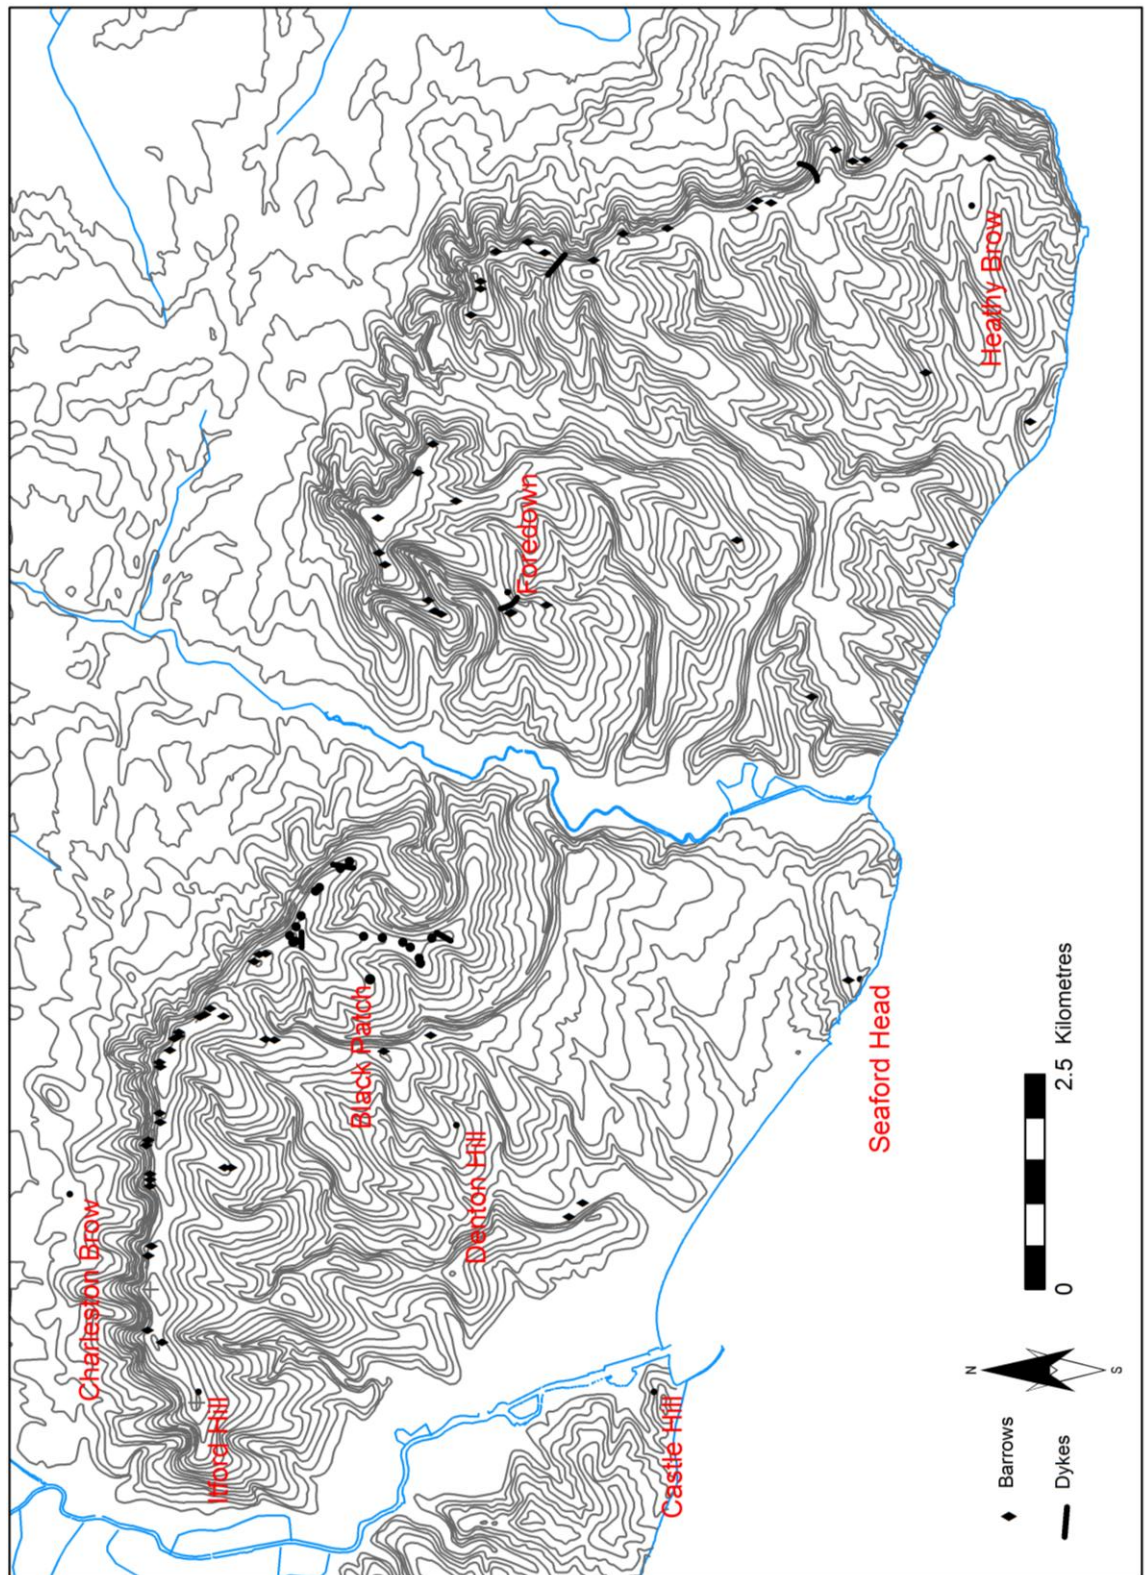 Charleston Brow
Itford Hill
Black Patch
Denton Hill
Castle Hill
Seaford Head
Foredown
Heathy Brow
Barrows
Dykes
N
S
0
2.5 Kilometres